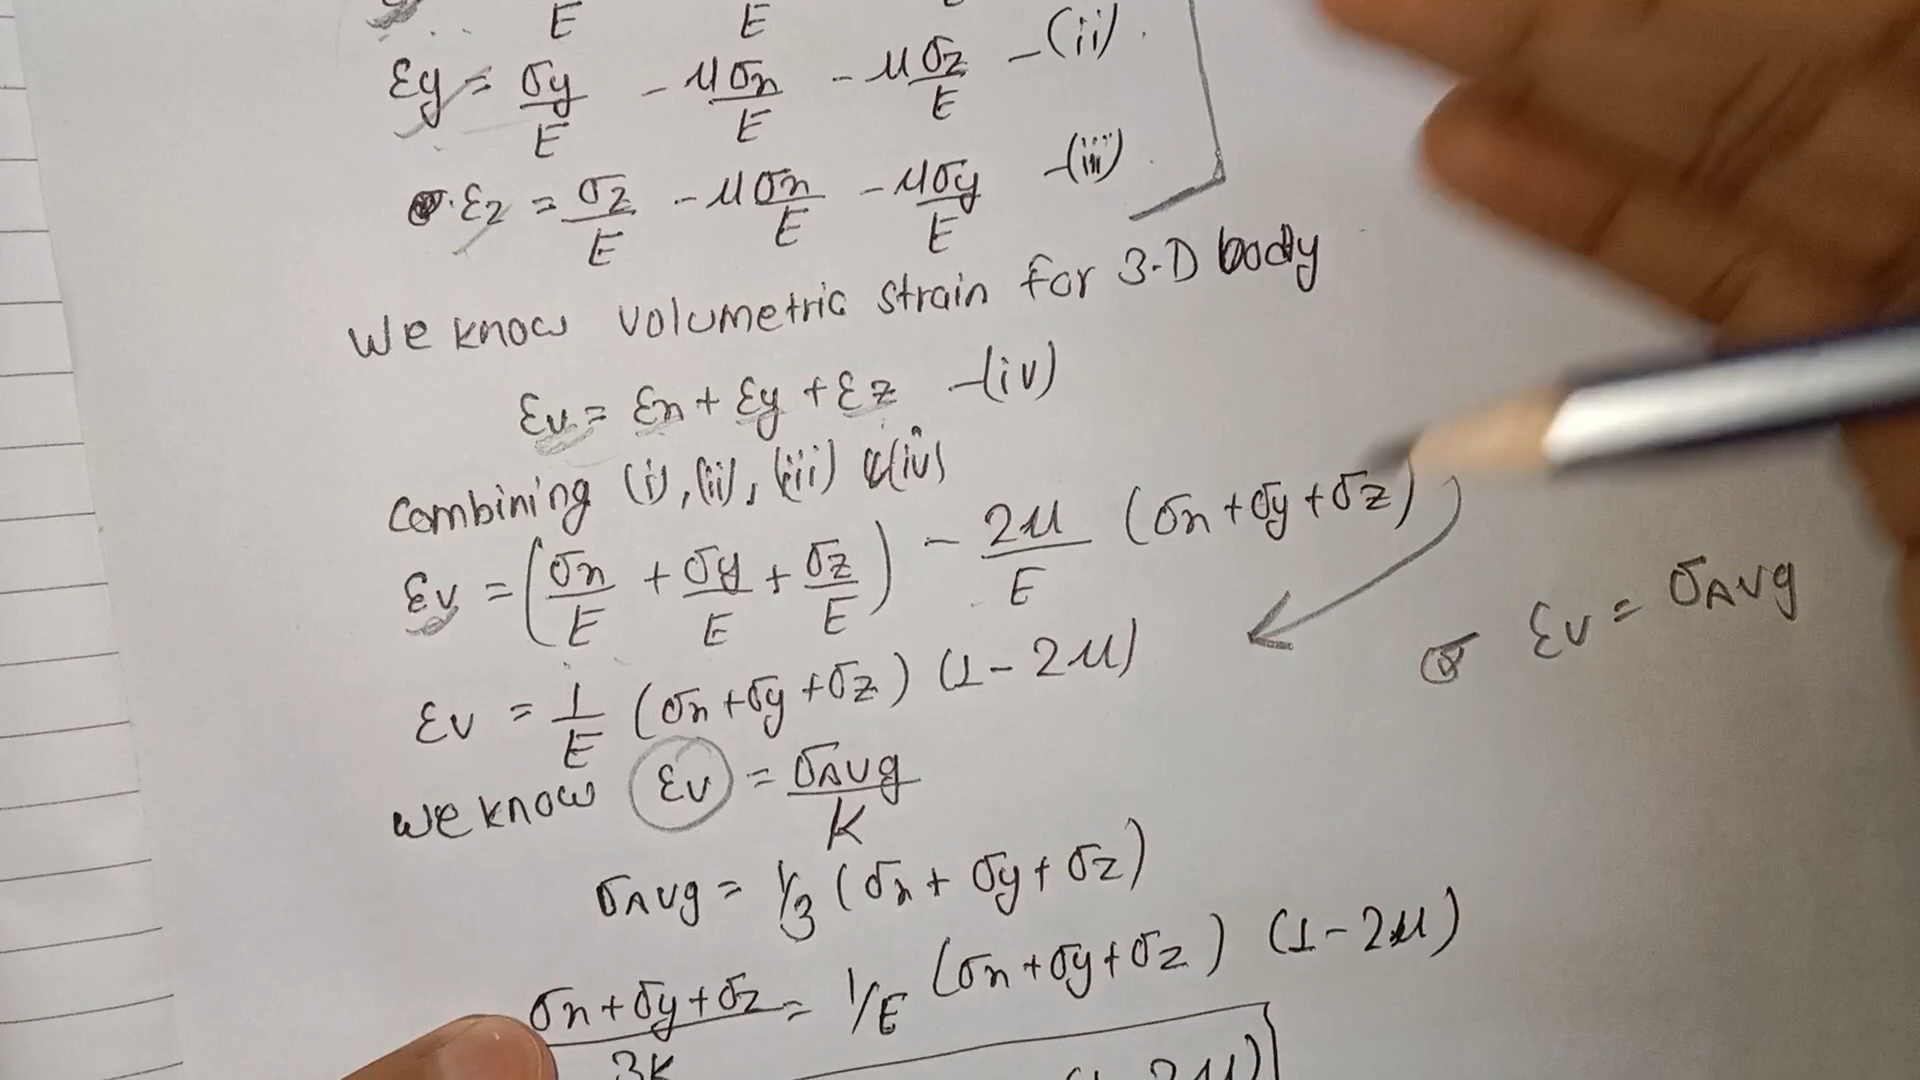 E E
εy = σy/E - μσx/E - μσz/E -(ii)
εz = σz/E - μσx/E - μσy/E -(iii)
We know volumetric strain for 3-D body
εv = εx + εy + εz -(iv)
Combining (i), (ii), (iii) & (iv)
εv = (σx/E + σy/E + σz/E) - 2μ/E (σx + σy + σz)
εv = σAvg
εv = 1/E (σx + σy + σz) (1 - 2μ)
We know εv = σAvg/K
σAvg = 1/3 (σx + σy + σz)
σx + σy + σz/3K = 1/E (σx + σy + σz) (1 - 2μ)